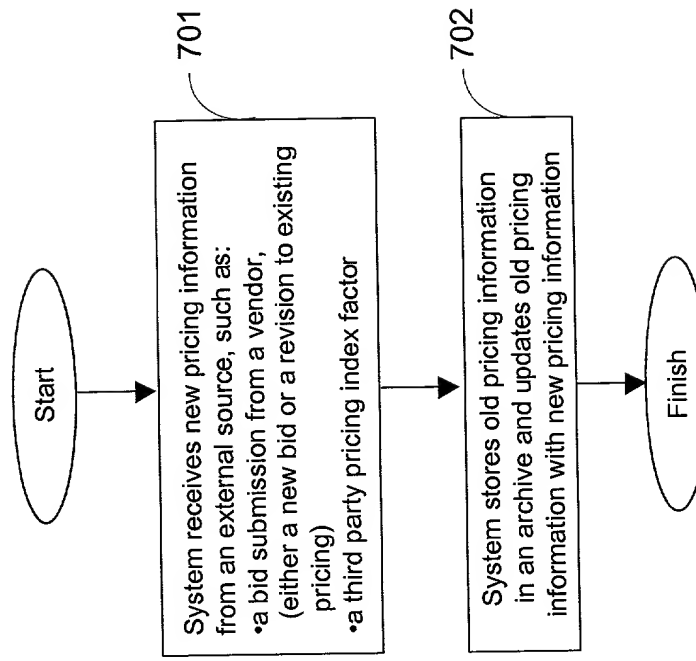 Start
701
System receives new pricing information
from an external source, such as:
•a bid submission from a vendor,
(either a new bid or a revision to existing
pricing)
•a third party pricing index factor
702
System stores old pricing information
in an archive and updates old pricing
information with new pricing information
Finish